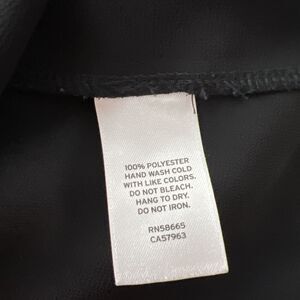 100% POLYESTER
HAND WASH COLD
WITH LIKE COLORS.
DO NOT BLEACH.
HANG TO DRY.
DO NOT IRON.
RN58665
CA57963